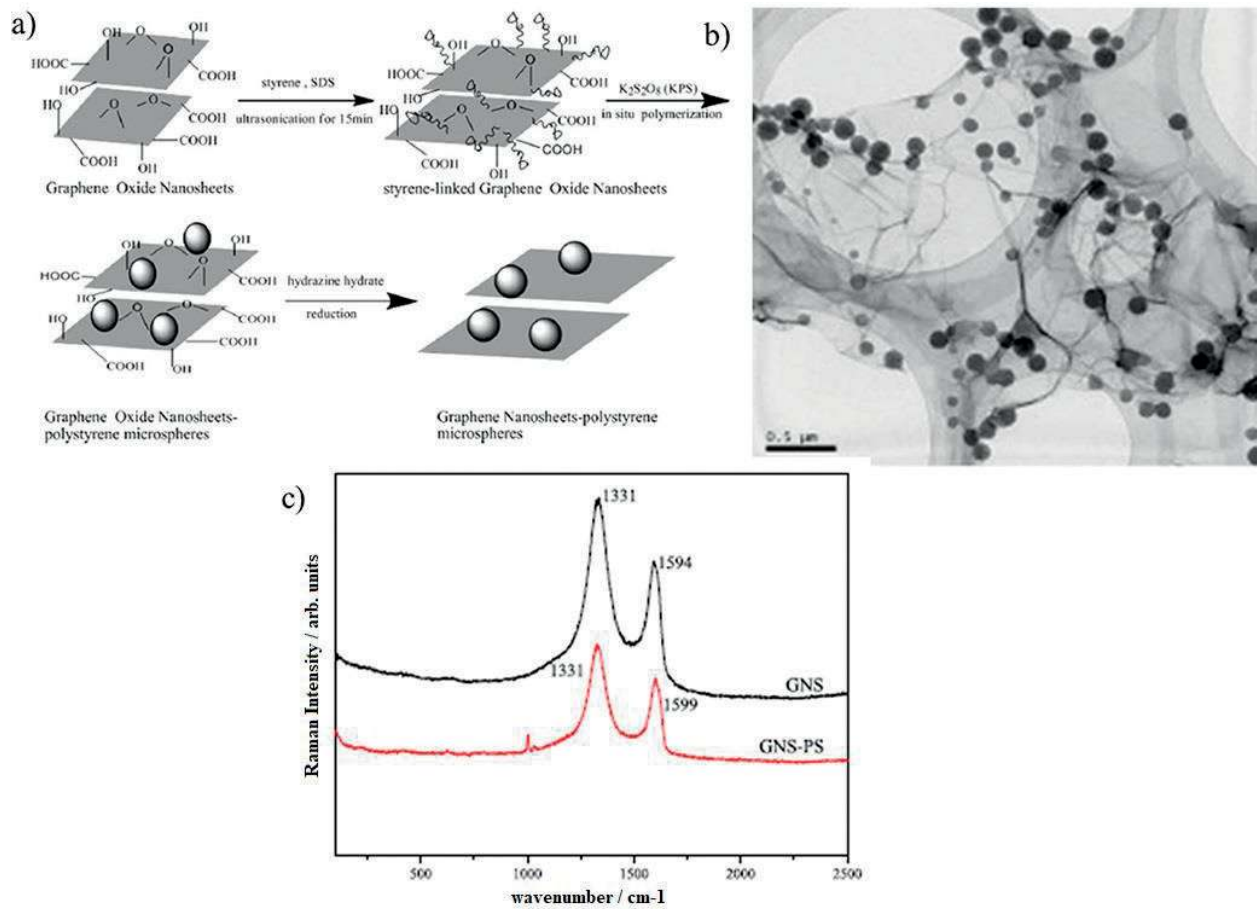 a)
OH
O
O
OH
HOOC
COOH
HO
HO
O
O
COOH
COOH
COOH
OH
Graphene Oxide Nanosheets
styrene , SDS
ultrasonication for 15min
OH
O
OH
HOOC
O
COOH
HO
HO
O
O
COOH
COOH
COOH
OH
styrene-linked Graphene Oxide Nanosheets
K2S2O8 (KPS)
in situ polymerization
b)
0.5 µm
OH
O
OH
HOOC
O
COOH
HO
HO
O
O
COOH
COOH
COOH
OH
hydrazine hydrate
reduction
Graphene Oxide Nanosheets-
polystyrene microspheres
Graphene Nanosheets-polystyrene
microspheres
c)
Raman Intensity / arb. units
1331
1594
GNS
1331
1599
GNS-PS
500
1000
1500
2000
2500
wavenumber / cm-1